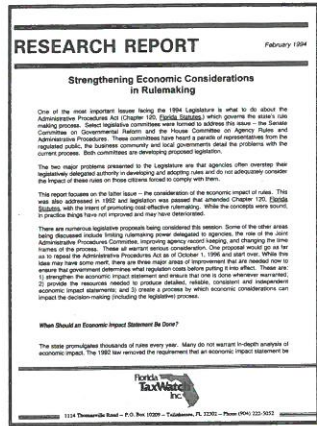 RESEARCH REPORT
February 1994
Strengthening Economic Considerations
in Rulemaking
One of the most important issues facing the 1994 Legislature is what to do about the
Administrative Procedures Act (Chapter 120, Florida Statutes,) which governs the state's rule
making process. Select legislative committees were formed to address this issue – the Senate
Committee on Governmental Reform and the House Committee on Agency Rules and
Administrative Procedures. These committees have heard a parade of representatives from the
regulated public, the business community and local governments detail the problems with the
current process. Both committees are developing proposed legislation.
The two major problems presented to the Legislature are that agencies often overstep their
legislatively delegated authority in developing and adopting rules and do not adequately consider
the impact of these rules on those citizens forced to comply with them.
This report focuses on the latter issue – the consideration of the economic impact of rules. This
was also addressed in 1992 and legislation was passed that amended Chapter 120, Florida
Statutes, with the intent of promoting cost effective rulemaking. While the concepts were sound,
in practice things have not improved and may have deteriorated.
There are numerous legislative proposals being considered this session. Some of the other areas
being discussed include limiting rulemaking power delegated to agencies, the role of the Joint
Administrative Procedures Committee, improving agency record keeping, and changing the time
frames of the process. These all warrant serious consideration. One proposal would go so far
as to repeal the Administrative Procedures Act as of October 1, 1996 and start over. While this
idea may have some merit, there are three major areas of improvement that are needed now to
ensure that government determines what regulation costs before putting it into effect. These are:
1) strengthen the economic impact statement and ensure that one is done whenever warranted;
2) provide the resources needed to produce detailed, reliable, consistent and independent
economic impact statements; and 3) create a process by which economic considerations can
impact the decision-making (including the legislative) process.
When Should an Economic Impact Statement Be Done?
The state promulgates thousands of rules every year. Many do not warrant in-depth analysis of
economic impact. The 1992 law removed the requirement that an economic impact statement be
Florida
TaxWatch
Inc.
1114 Thomasville Road – P.O. Box 10209 – Tallahassee, FL 32302 – Phone (904) 222-5052